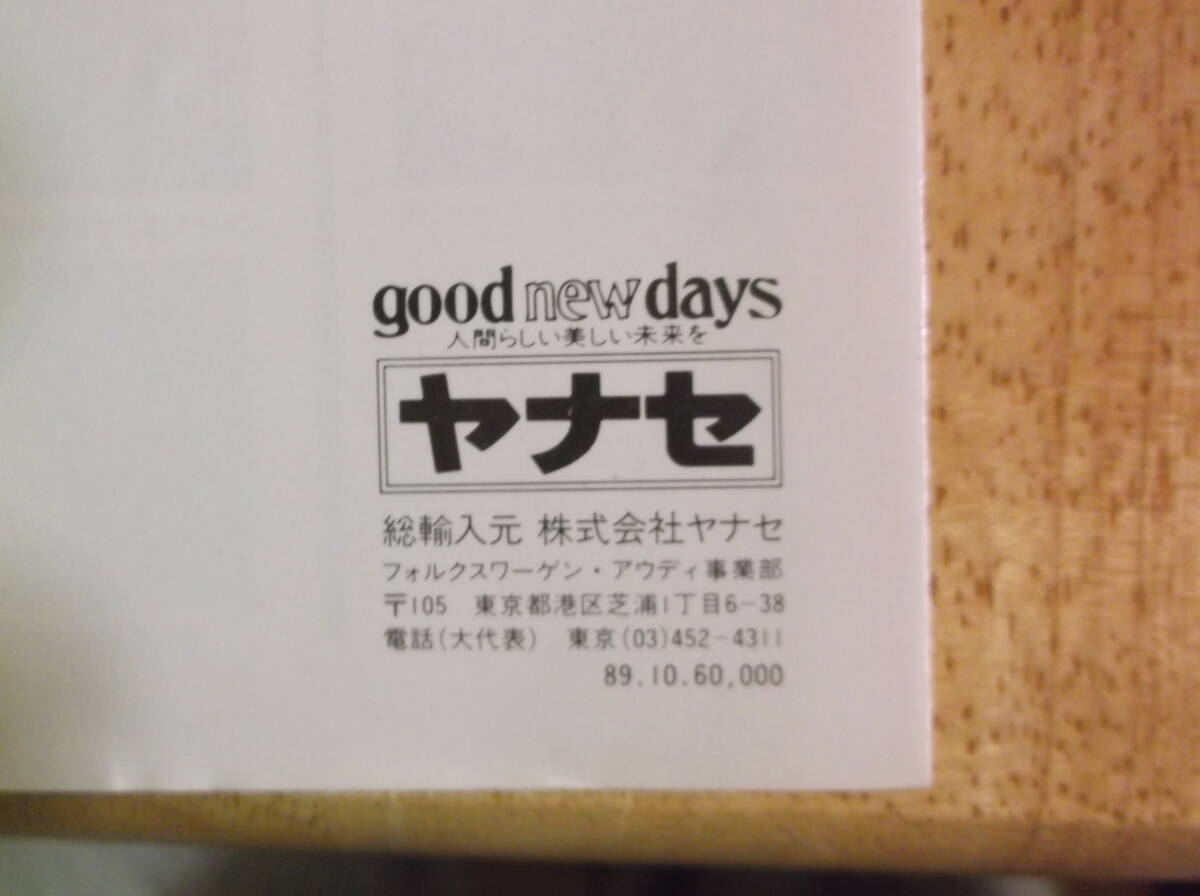 good new days
人間らしい美しい未来を
ヤナセ
総輸入元 株式会社ヤナセ
フォルクスワーゲン・アウディ事業部
〒105 東京都港区芝浦1丁目6-38
電話(大代表) 東京(03)452-4311
89.10.60,000